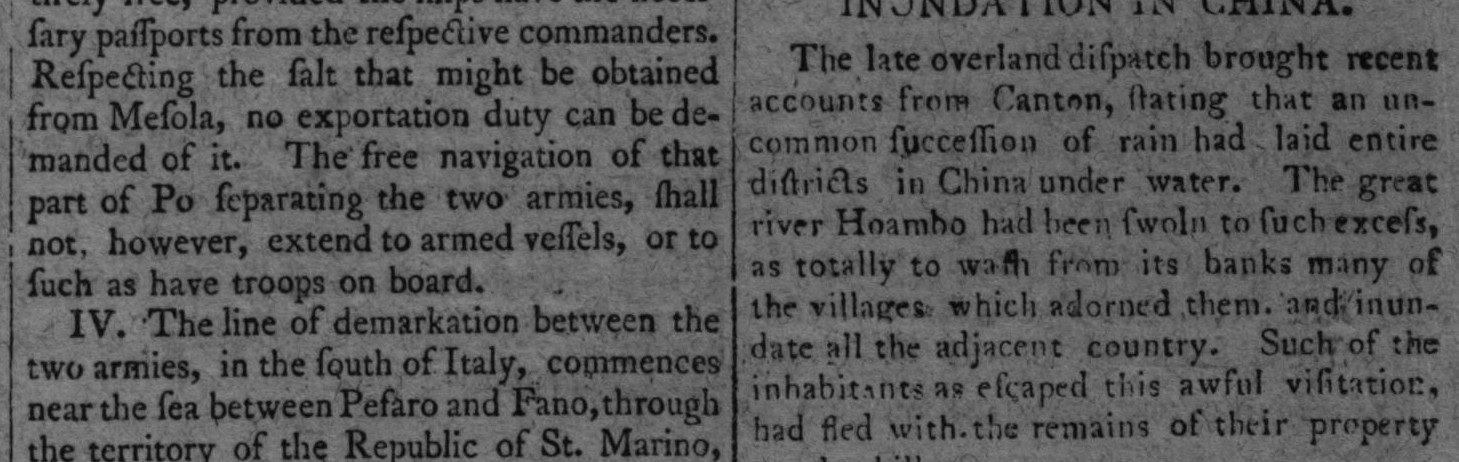 ſary paſſports from the reſpective commanders.
Reſpecting the ſalt that might be obtained
from Meſola, no exportation duty can be de-
manded of it. The free navigation of that
part of Po ſeparating the two armies, ſhall
not, however, extend to armed veſſels, or to
ſuch as have troops on board.
IV. The line of demarkation between the
two armies, in the ſouth of Italy, commences
near the ſea between Peſaro and Fano, through
the territory of the Republic of St. Marino,
INUNDATION IN CHINA.
The late overland diſpatch brought recent
accounts from Canton, ſtating that an un-
common ſucceſſion of rain had laid entire
diſtricts in China under water. The great
river Hoambo had been ſwoln to ſuch exceſs,
as totally to waſh from its banks many of
the villages which adorned them. and inun-
date all the adjacent country. Such of the
inhabitants as eſcaped this awful viſitation,
had fled with the remains of their property